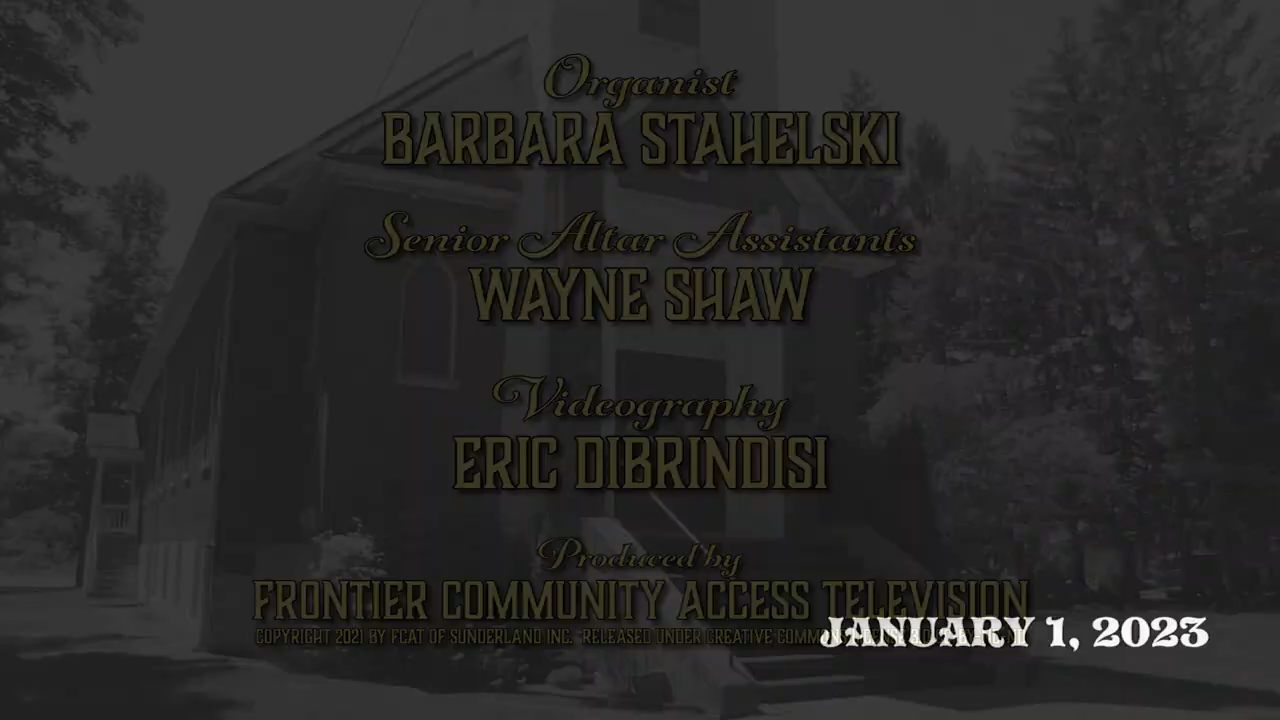 Organist
BARBARA STAHELSKI
Senior Altar Assistants
WAYNE SHAW
Videography
ERIC DIBRINDISI
Produced by
FRONTIER COMMUNITY ACCESS TELEVISION
COPYRIGHT 2021 BY FCAT OF SUNDERLAND INC. RELEASED UNDER CREATIVE
JANUARY 1, 2023